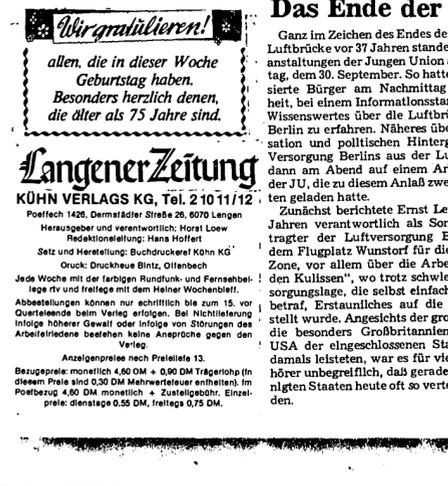 Wir gratulieren!
allen, die in dieser Woche
Geburtstag haben.
Besonders herzlich denen,
die älter als 75 Jahre sind.
Langener Zeitung
KÜHN VERLAGS KG, Tel. 2 10 11 / 12
Postfach 1426, Darmstädter Straße 26, 6070 Langen
Herausgeber und verantwortlich: Horst Loew
Redaktionsleitung: Hans Hoffart
Satz und Herstellung: Buchdruckerei Kühn KG
Druck: Druckhaus Bintz, Offenbach
Jede Woche mit der farbigen Rundfunk- und Fernsehbei-
lage rtv und freitags mit dem Hainer Wochenblatt.
Abbestellungen können nur schriftlich bis zum 15. vor
Quartalsende beim Verlag erfolgen. Bei Nichtlieferung
infolge höherer Gewalt oder infolge von Störungen des
Arbeitsfriedens bestehen keine Ansprüche gegen den
Verlag.
Anzeigenpreise nach Preisliste 13.
Bezugspreis: monatlich 4,60 DM + 0,90 DM Trägerlohn (in
diesem Preis sind 0,30 DM Mehrwertsteuer enthalten). Im
Postbezug 4,60 DM monatlich + Zustellgebühr. Einzel-
preis: dienstags 0,55 DM, freitags 0,75 DM.
Das Ende der
Ganz im Zeichen des Endes de
Luftbrücke vor 37 Jahren stande
anstaltungen der Jungen Union
tag, dem 30. September. So hatt
sierte Bürger am Nachmittag
heit, bei einem Informationssta
Wissenswertes über die Luftbrü
Berlin zu erfahren. Näheres übe
sation und politischen Hinterg
Versorgung Berlins aus der Lu
dann am Abend auf einem Ar
der JU, die zu diesem Anlaß zwe
ten geladen hatte.
Zunächst berichtete Ernst Le
Jahren verantwortlich als Son
tragter der Luftversorgung B
dem Flugplatz Wunstorf für die
Zone, vor allem über die Arbe
den Kulissen", wo trotz schwie
sorgungslage, die selbst einfach
betraf, Erstaunliches auf die
stellt wurde. Angesichts der gro
die besonders Großbritannien
USA der eingeschlossenen Sta
damals leisteten, war es für vie
hörer unbegreiflich, daß gerade
nigten Staaten heute oft so verte
den.